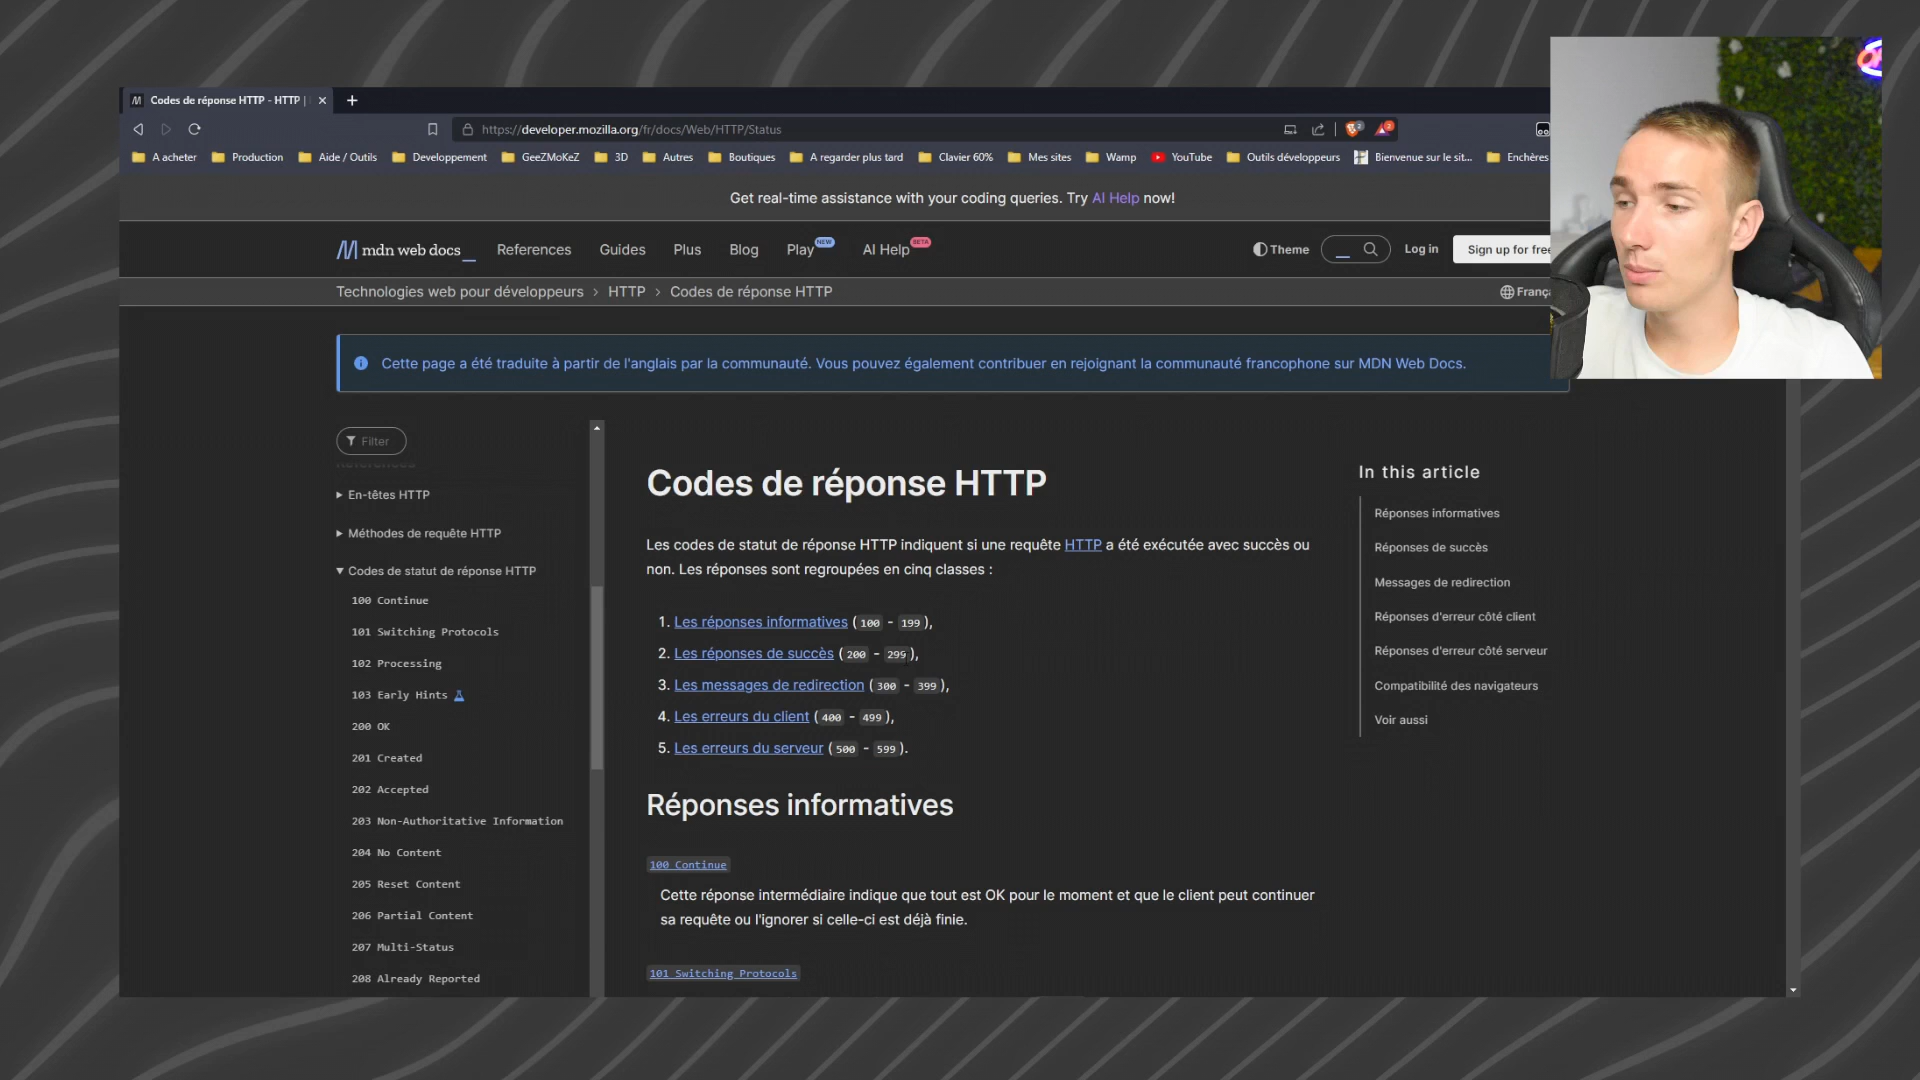 Codes de réponse HTTP - HTTP |
https://developer.mozilla.org/fr/docs/Web/HTTP/Status
A acheter Production Aide / Outils Developpement GeeZMoKeZ 3D Autres Boutiques A regarder plus tard Clavier 60% Mes sites Wamp YouTube Outils développeurs Bienvenue sur le sit... Enchères
Get real-time assistance with your coding queries. Try AI Help now!
mdn web docs References Guides Plus Blog Play NEW AI Help BETA Theme Log in Sign up for free
Technologies web pour développeurs > HTTP > Codes de réponse HTTP
Cette page a été traduite à partir de l'anglais par la communauté. Vous pouvez également contribuer en rejoignant la communauté francophone sur MDN Web Docs.
Filter
En-têtes HTTP
Méthodes de requête HTTP
Codes de statut de réponse HTTP
100 Continue
101 Switching Protocols
102 Processing
103 Early Hints
200 OK
201 Created
202 Accepted
203 Non-Authoritative Information
204 No Content
205 Reset Content
206 Partial Content
207 Multi-Status
208 Already Reported
Codes de réponse HTTP
Les codes de statut de réponse HTTP indiquent si une requête HTTP a été exécutée avec succès ou
non. Les réponses sont regroupées en cinq classes :
1. Les réponses informatives (100 - 199),
2. Les réponses de succès (200 - 299),
3. Les messages de redirection (300 - 399),
4. Les erreurs du client (400 - 499),
5. Les erreurs du serveur (500 - 599).
Réponses informatives
100 Continue
Cette réponse intermédiaire indique que tout est OK pour le moment et que le client peut continuer
sa requête ou l'ignorer si celle-ci est déjà finie.
101 Switching Protocols
In this article
Réponses informatives
Réponses de succès
Messages de redirection
Réponses d'erreur côté client
Réponses d'erreur côté serveur
Compatibilité des navigateurs
Voir aussi